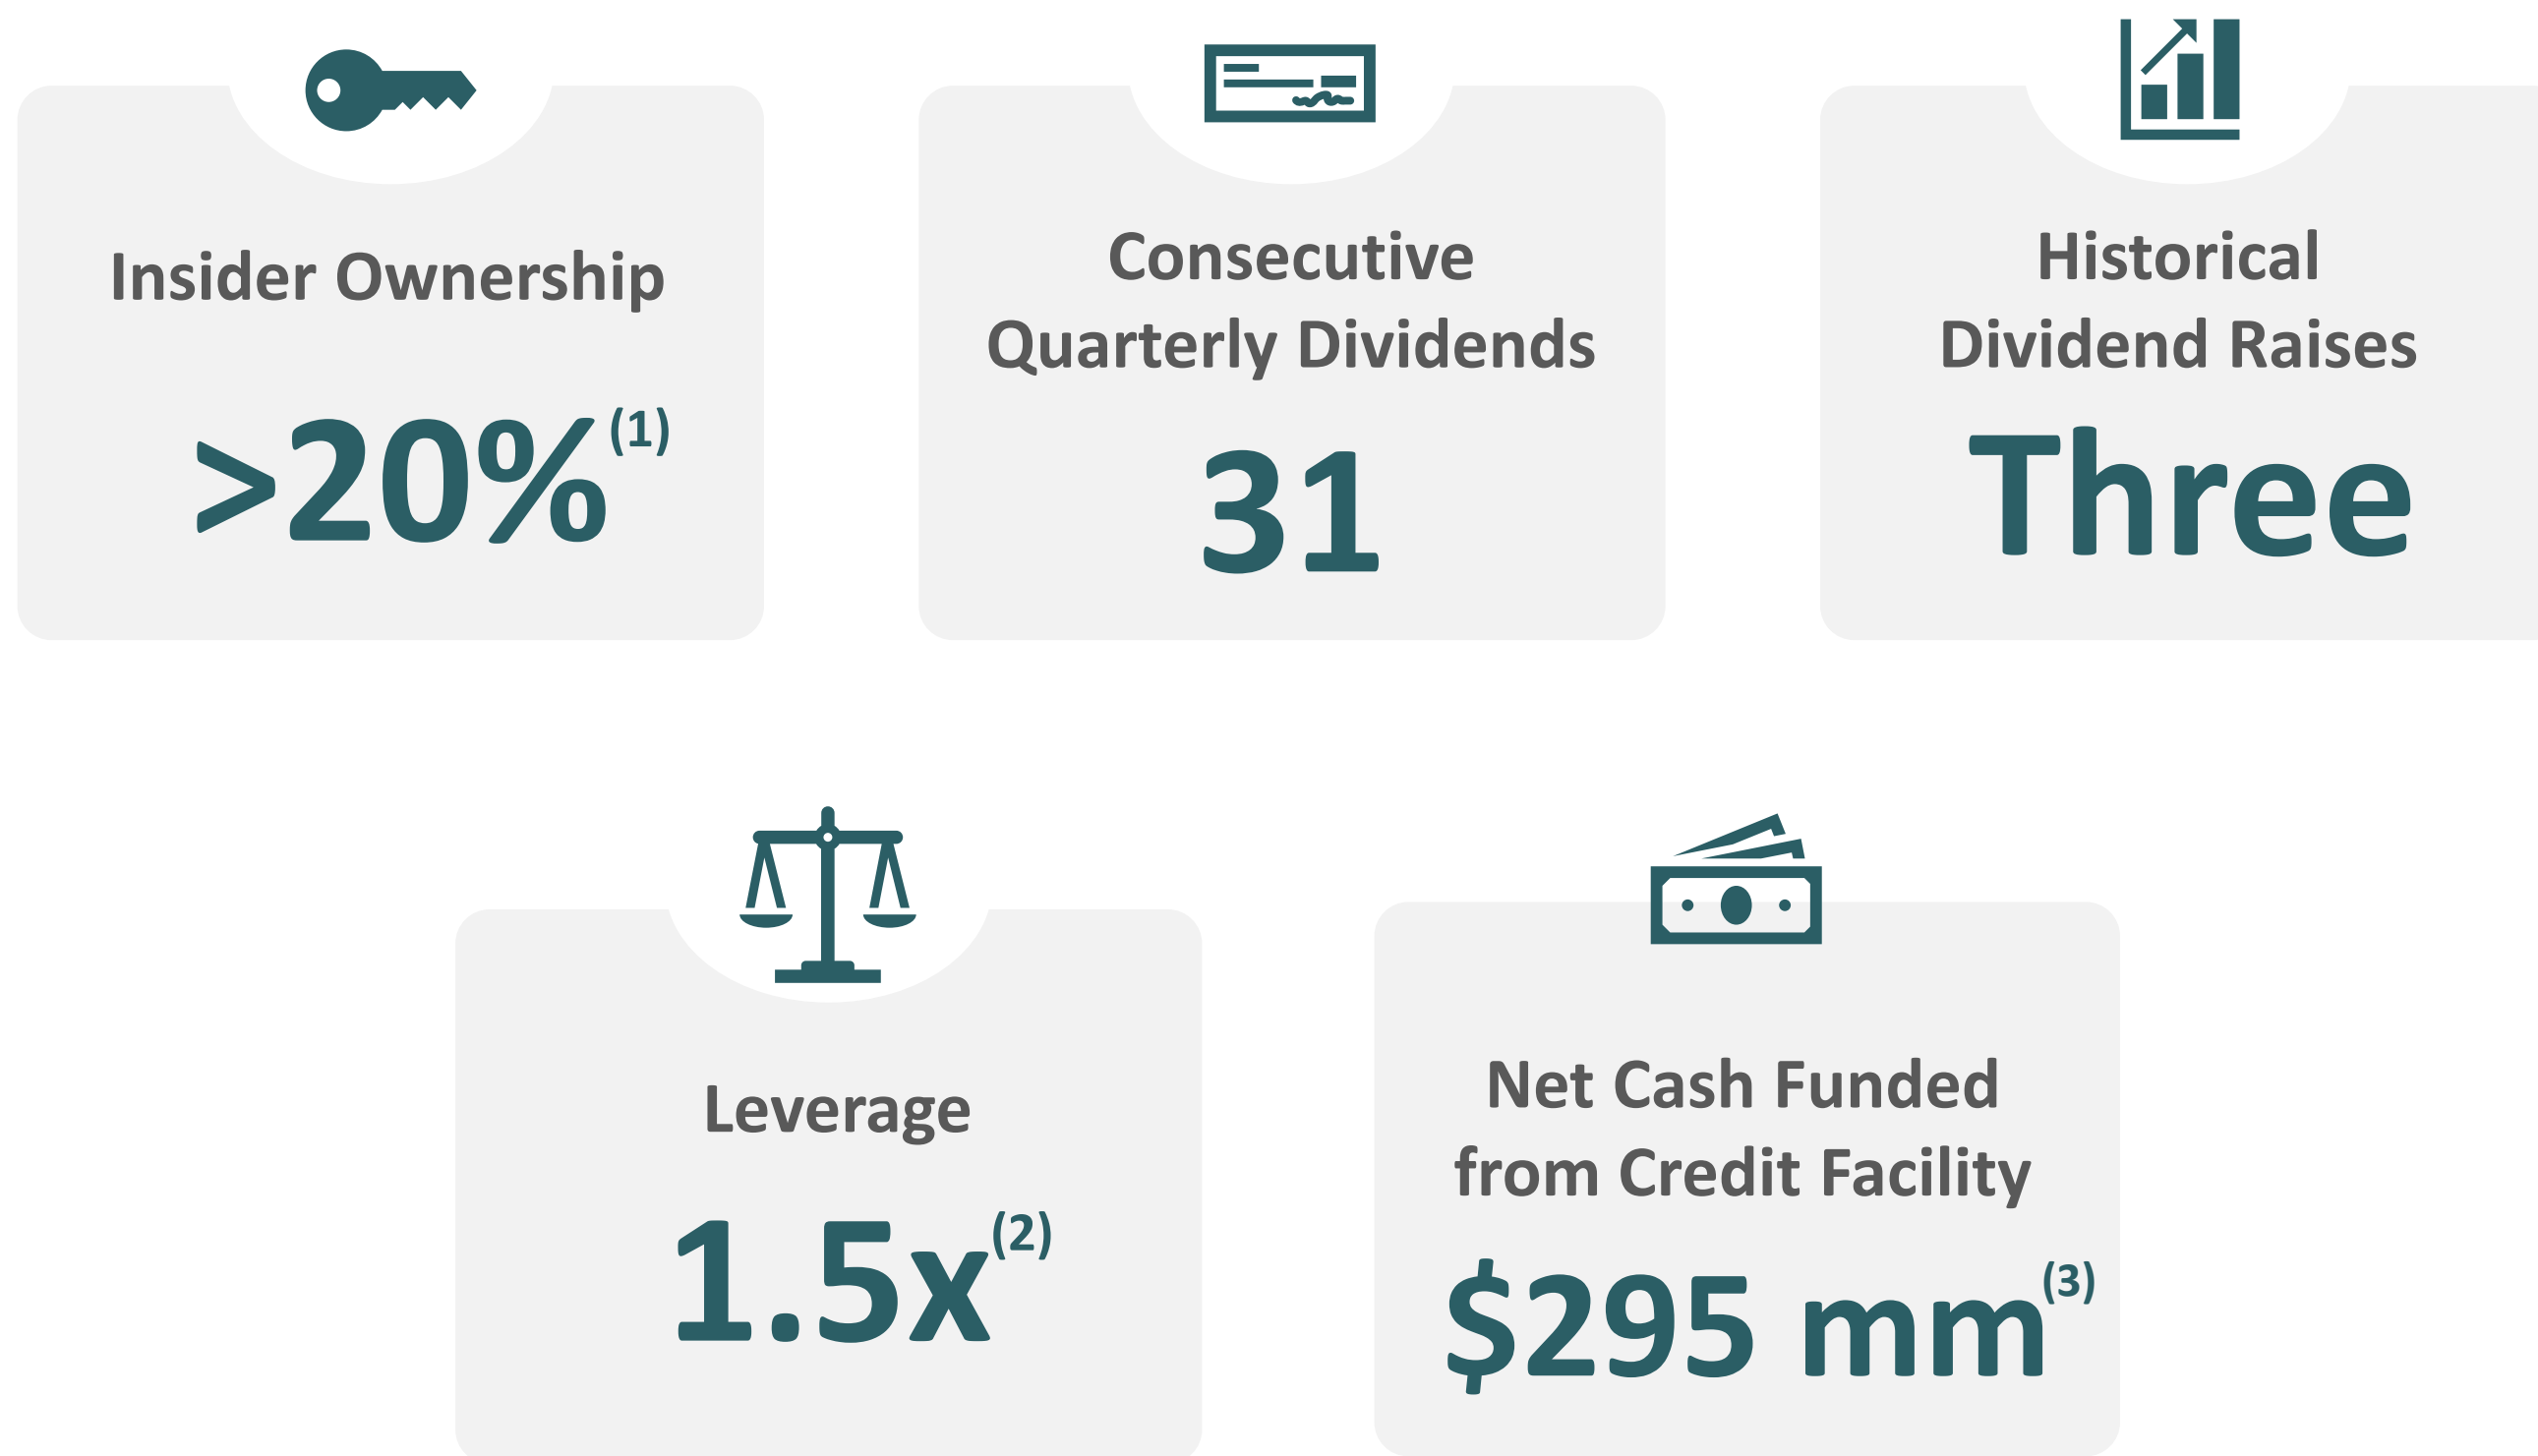 Insider Ownership
>20%(1)
Consecutive
Quarterly Dividends
31
Historical
Dividend Raises
Three
Leverage
1.5x(2)
Net Cash Funded
from Credit Facility
$295 mm(3)